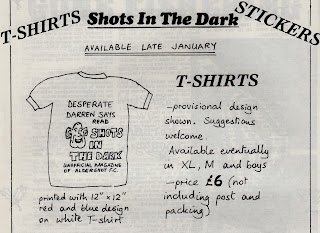 T-SHIRTS
Shots In The Dark
STICKERS
AVAILABLE LATE JANUARY
DESPERATE
DARREN SAYS
READ
SHOTS
IN
THE DARK
UNOFFICIAL MAGAZINE
OF ALDERSHOT F.C.
printed with 12" x 12"
red and blue design
on white T-shirt
T-SHIRTS
—provisional design
shown. Suggestions
welcome.
Available eventually
in XL, M and boys
—price £6 (not
including post and
packing)